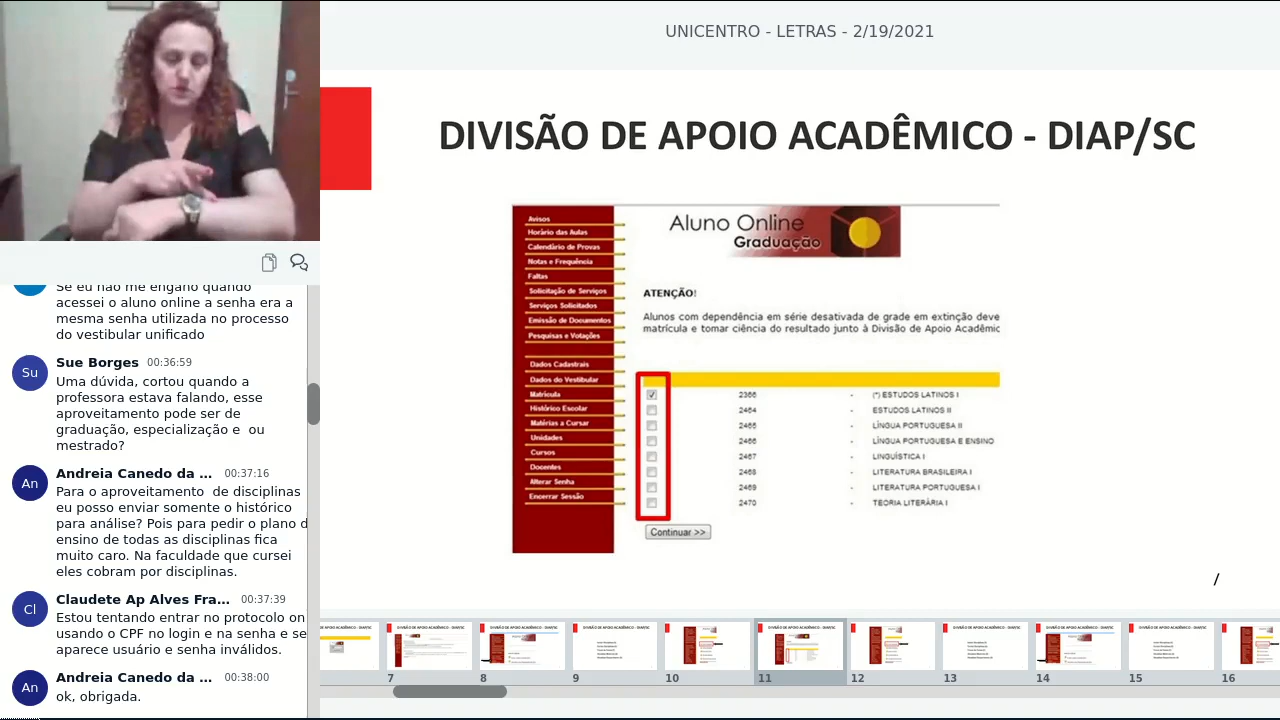 UNICENTRO - LETRAS - 2/19/2021
DIVISÃO DE APOIO ACADÊMICO - DIAP/SC
Avisos
Horário das Aulas
Calendário de Provas
Notas e Frequência
Faltas
Solicitação de Serviços
Serviços Solicitados
Emissão de Documentos
Pesquisas e Votações
Dados Cadastrais
Dados do Vestibular
Matrícula
Histórico Escolar
Matérias a Cursar
Unidades
Cursos
Docentes
Alterar Senha
Encerrar Sessão
Aluno Online
Graduação
ATENÇÃO!
Alunos com dependência em série desativada de grade em extinção deve
matrícula e tomar ciência do resultado junto à Divisão de Apoio Acadêmic
2366 - (*) ESTUDOS LATINOS I
2464 - ESTUDOS LATINOS II
2465 - LÍNGUA PORTUGUESA II
2466 - LÍNGUA PORTUGUESA E ENSINO
2467 - LINGUÍSTICA I
2468 - LITERATURA BRASILEIRA I
2469 - LITERATURA PORTUGUESA I
2470 - TEORIA LITERÁRIA I
Continuar >>
/
Se eu não me engano quando
acessei o aluno online a senha era a
mesma senha utilizada no processo
do vestibular. usado
Sue Borges 00:36:59
Su
Uma dúvida, cortou quando a
professora estava falando, esse
aproveitamento pode ser de
graduação, especialização e ou
mestrado?
Andreia Canedo da ... 00:37:16
An
Para o aproveitamento de disciplinas
eu posso enviar somente o histórico
para análise? Pois para pedir o plano d
ensino de todas as disciplinas fica
muito caro. Na faculdade que cursei
eles cobram por disciplinas.
Claudete Ap Alves Fra... 00:37:39
Cl
Estou tentando entrar no protocolo on
usando o CPF no login e na senha e se
aparece usuário e senha inválidos
Andreia Canedo da ... 00:38:00
An
ok, obrigada.
7
8
9
10
11
12
13
14
15
16